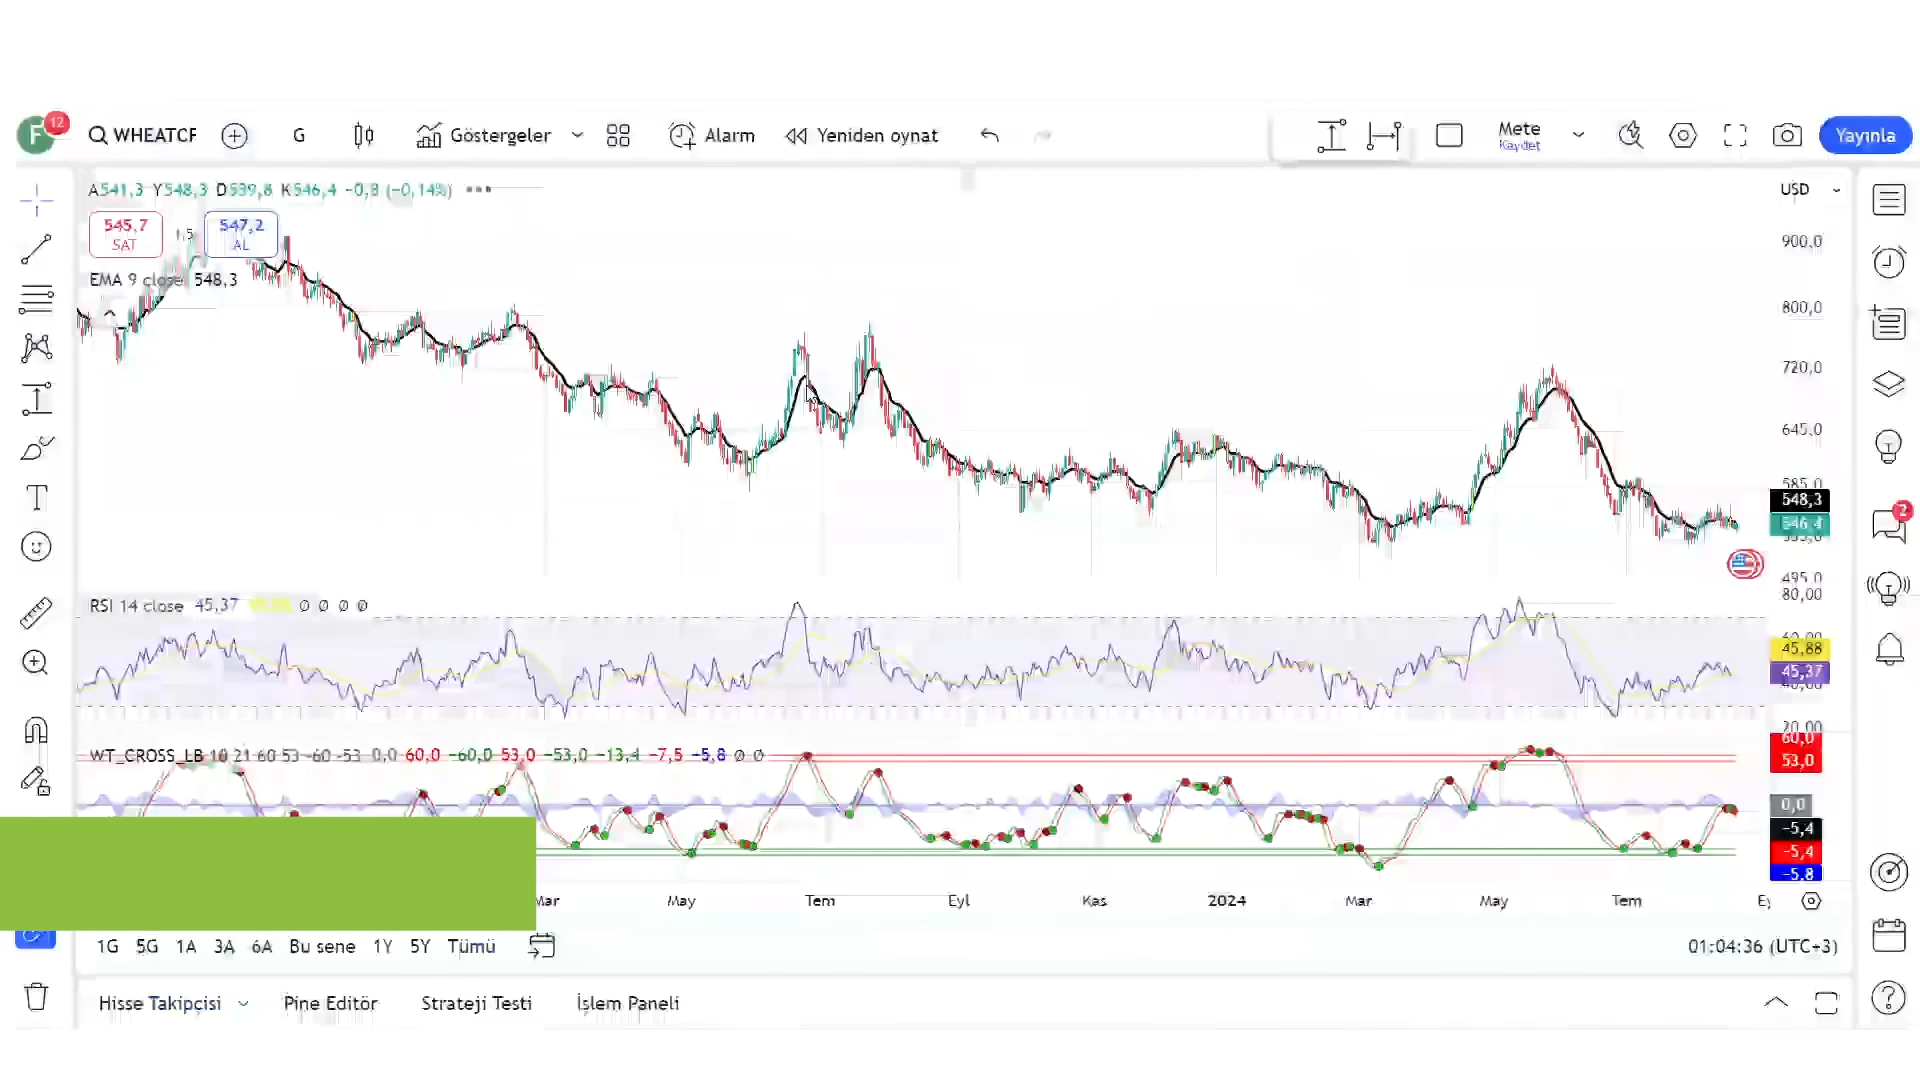 F 12 WHEATCF G Göstergeler Alarm Yeniden oynat Mete Yayınla
Kaydet
A541,3 Y548,3 D539,8 K546,4 −0,8 (−0,14%)
USD
545,7 547,2
SAT AL
EMA 9 close 548,3
900,0
800,0
720,0
645,0
585,0
548,3
546,4
495,0
RSI 14 close 45,37 ∅ ∅ ∅ ∅
80,00
45,88
45,37
20,00
WT_CROSS_LB 10 21 60 53 −60 −53 0,0 60,0 −60,0 53,0 −53,0 −13,4 −7,5 −5,8 ∅ ∅
60,0
53,0
0,0
−5,4
−5,4
−5,8
Mar May Tem Eyl Kas 2024 Mar May Tem
1G 5G 1A 3A 6A Bu sene 1Y 5Y Tümü
01:04:36 (UTC+3)
Hisse Takipçisi Pine Editör Strateji Testi İşlem Paneli
2